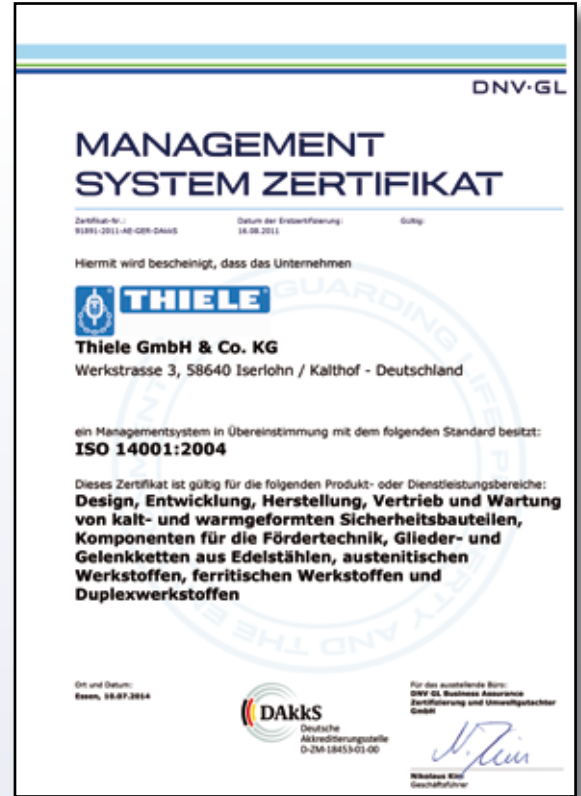 DNV·GL
MANAGEMENT
SYSTEM ZERTIFIKAT
Zertifikat-Nr.: Datum der Erstzertifizierung: Gültig:
91891-2011-AE-GER-DAkkS 16.08.2011
Hiermit wird bescheinigt, dass das Unternehmen
THIELE
Thiele GmbH & Co. KG
Werkstrasse 3, 58640 Iserlohn / Kalthof - Deutschland
ein Managementsystem in Übereinstimmung mit dem folgenden Standard besitzt:
ISO 14001:2004
Dieses Zertifikat ist gültig für die folgenden Produkt- oder Dienstleistungsbereiche:
Design, Entwicklung, Herstellung, Vertrieb und Wartung
von kalt- und warmgeformten Sicherheitsbauteilen,
Komponenten für die Fördertechnik, Glieder- und
Gelenkketten aus Edelstählen, austenitischen
Werkstoffen, ferritischen Werkstoffen und
Duplexwerkstoffen
Ort und Datum:
Essen, 10.07.2014
DAkkS
Deutsche
Akkreditierungsstelle
D-ZM-18453-01-00
Für das ausstellende Büro:
DNV GL Business Assurance
Zertifizierung und Umweltgutachter
GmbH
Nikolaus Kim
Geschäftsführer